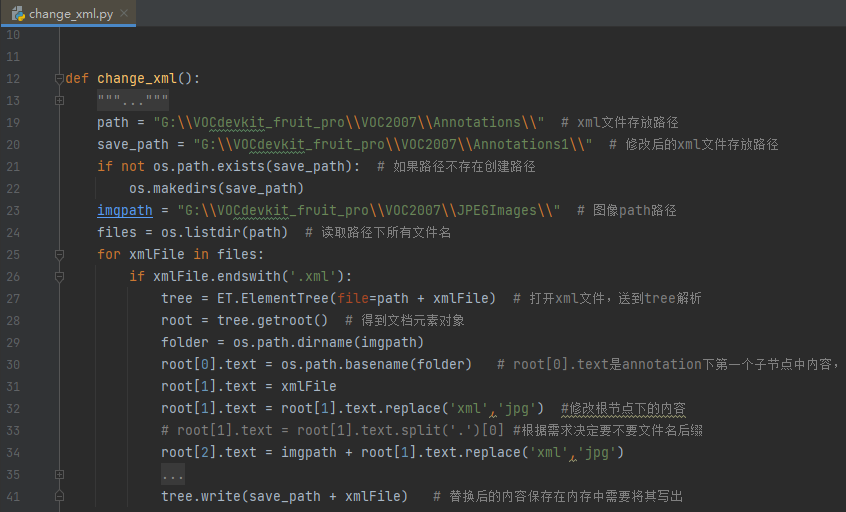 change_xml.py
10
11
12 def change_xml():
13 """..."""
19 path = "G:\\VOCdevkit_fruit_pro\\VOC2007\\Annotations\\"  # xml文件存放路径
20 save_path = "G:\\VOCdevkit_fruit_pro\\VOC2007\\Annotations1\\"  # 修改后的xml文件存放路径
21 if not os.path.exists(save_path):  # 如果路径不存在创建路径
22 os.makedirs(save_path)
23 imgpath = "G:\\VOCdevkit_fruit_pro\\VOC2007\\JPEGImages\\"  # 图像path路径
24 files = os.listdir(path)  # 读取路径下所有文件名
25 for xmlFile in files:
26 if xmlFile.endswith('.xml'):
27 tree = ET.ElementTree(file=path + xmlFile)  # 打开xml文件，送到tree解析
28 root = tree.getroot()  # 得到文档元素对象
29 folder = os.path.dirname(imgpath)
30 root[0].text = os.path.basename(folder)   # root[0].text是annotation下第一个子节点中内容，
31 root[1].text = xmlFile
32 root[1].text = root[1].text.replace('xml','jpg')  #修改根节点下的内容
33 # root[1].text = root[1].text.split('.')[0] #根据需求决定要不要文件名后缀
34 root[2].text = imgpath + root[1].text.replace('xml','jpg')
35 ...
41 tree.write(save_path + xmlFile)   # 替换后的内容保存在内存中需要将其写出